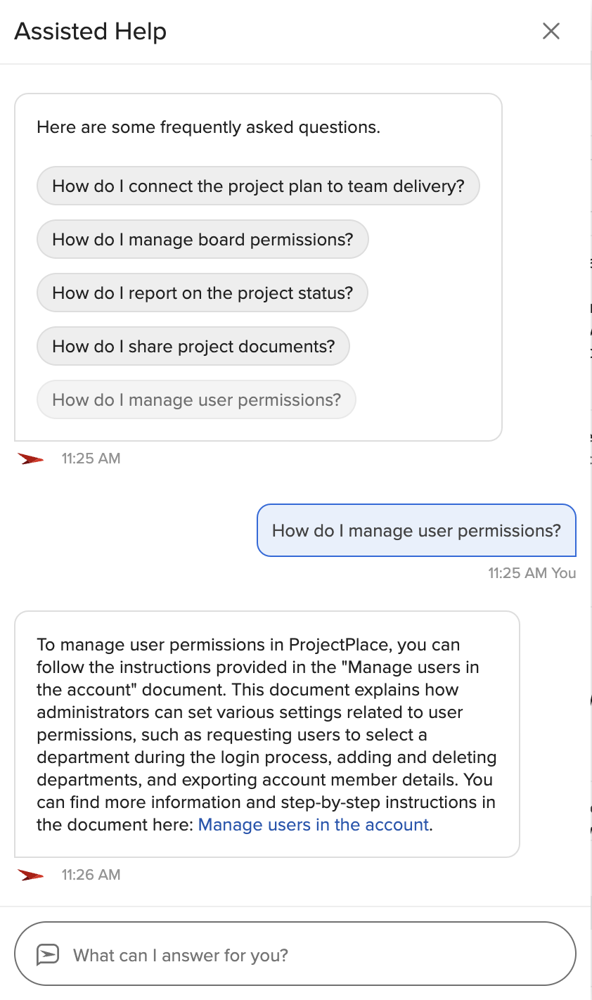 Assisted Help
Here are some frequently asked questions.
How do I connect the project plan to team delivery?
How do I manage board permissions?
How do I report on the project status?
How do I share project documents?
How do I manage user permissions?
11:25 AM
How do I manage user permissions?
11:25 AM You
To manage user permissions in ProjectPlace, you can
follow the instructions provided in the "Manage users in
the account" document. This document explains how
administrators can set various settings related to user
permissions, such as requesting users to select a
department during the login process, adding and deleting
departments, and exporting account member details. You
can find more information and step-by-step instructions in
the document here: Manage users in the account.
11:26 AM
What can I answer for you?